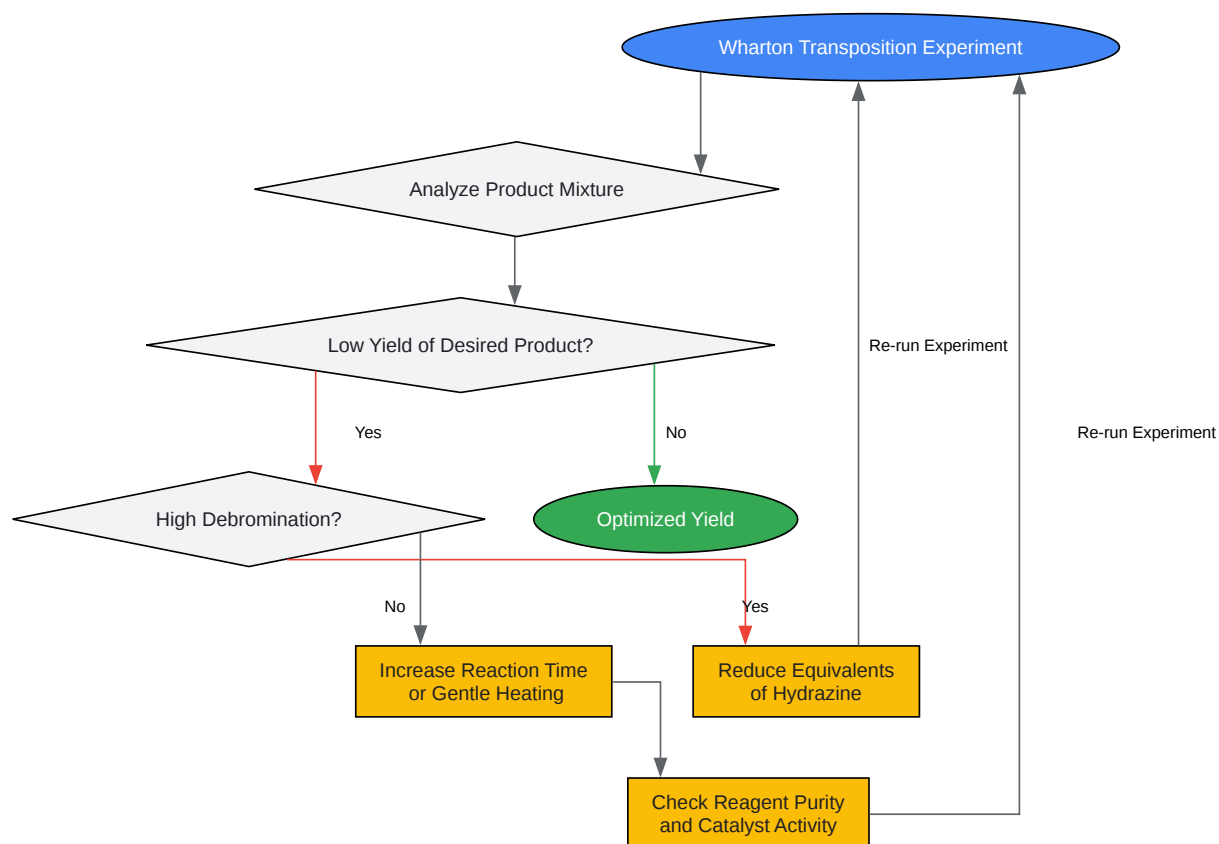 Wharton Transposition Experiment
Analyze Product Mixture
Low Yield of Desired Product?
Re-run Experiment
Yes
No
Re-run Experiment
High Debromination?
Optimized Yield
No
Yes
Increase Reaction Time
or Gentle Heating
Reduce Equivalents
of Hydrazine
Check Reagent Purity
and Catalyst Activity